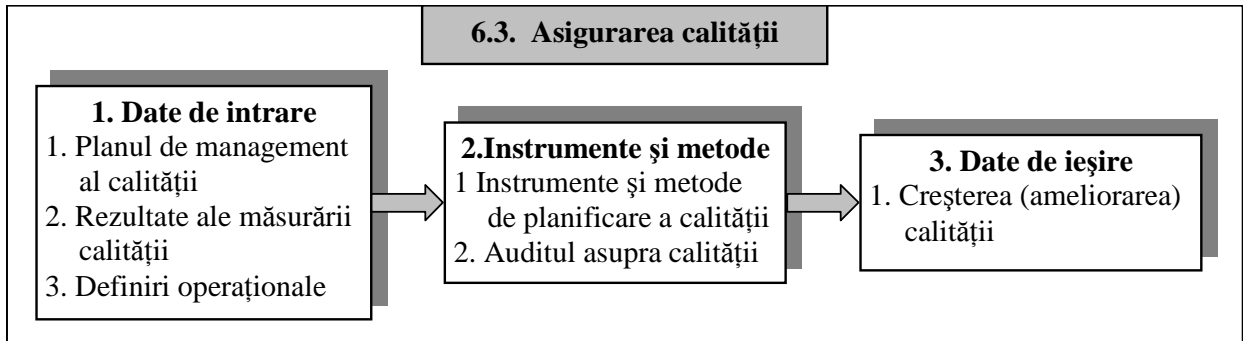 6.3. Asigurarea calității
1. Date de intrare
1. Planul de management
al calității
2. Rezultate ale măsurării
calității
3. Definiri operaționale
2.Instrumente şi metode
1 Instrumente şi metode
de planificare a calității
2. Auditul asupra calității
3. Date de ieşire
1. Creşterea (ameliorarea)
calității